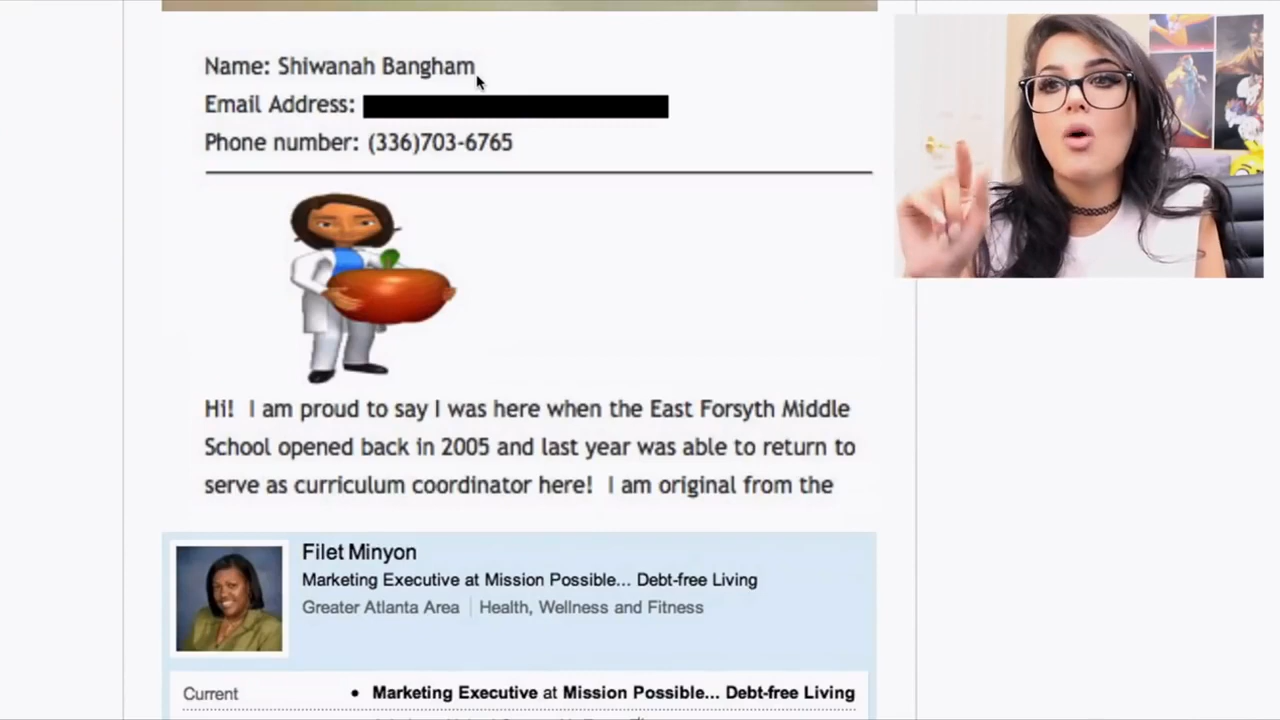 Name: Shiwanah Bangham
Email Address:
Phone number: (336)703-6765
Hi! I am proud to say I was here when the East Forsyth Middle
School opened back in 2005 and last year was able to return to
serve as curriculum coordinator here! I am original from the
Filet Minyon
Marketing Executive at Mission Possible... Debt-free Living
Greater Atlanta Area | Health, Wellness and Fitness
Current • Marketing Executive at Mission Possible... Debt-free Living